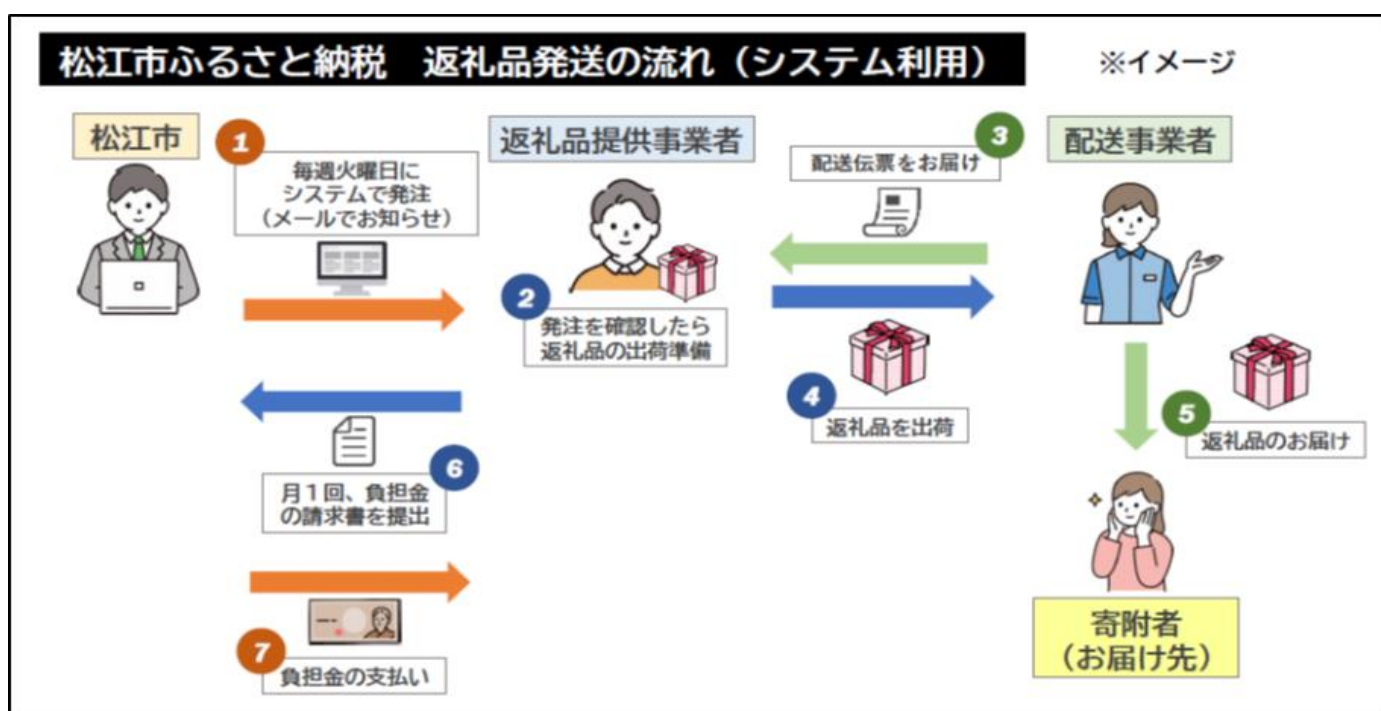 松江市ふるさと納税　返礼品発送の流れ（システム利用）
※イメージ
松江市
1
毎週火曜日に
システムで発注
（メールでお知らせ）
返礼品提供事業者
2
発注を確認したら
返礼品の出荷準備
3
配送伝票をお届け
配送事業者
4
返礼品を出荷
5
返礼品のお届け
寄附者
（お届け先）
6
月１回、負担金
の請求書を提出
7
負担金の支払い